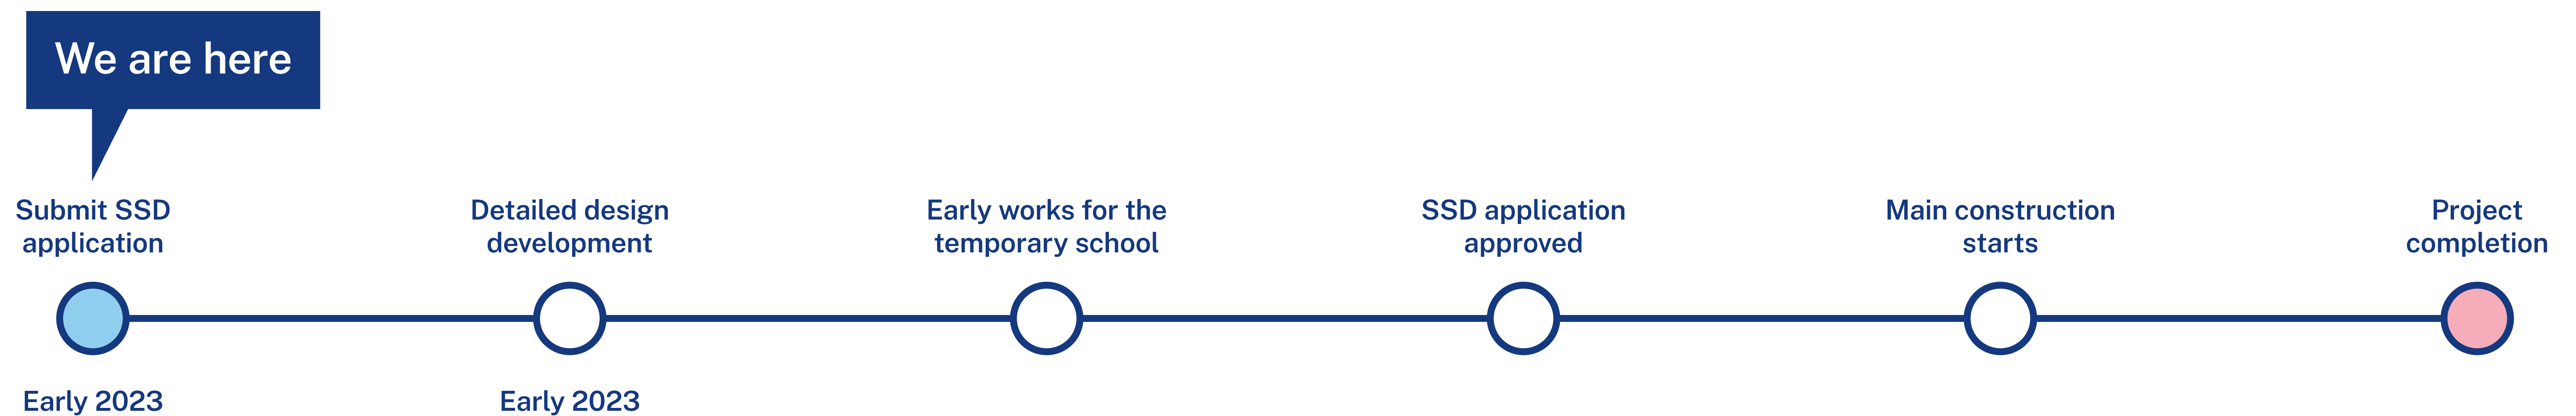 We are here
Submit SSD
application
Early 2023
Detailed design
development
Early 2023
Early works for the
temporary school
SSD application
approved
Main construction
starts
Project
completion